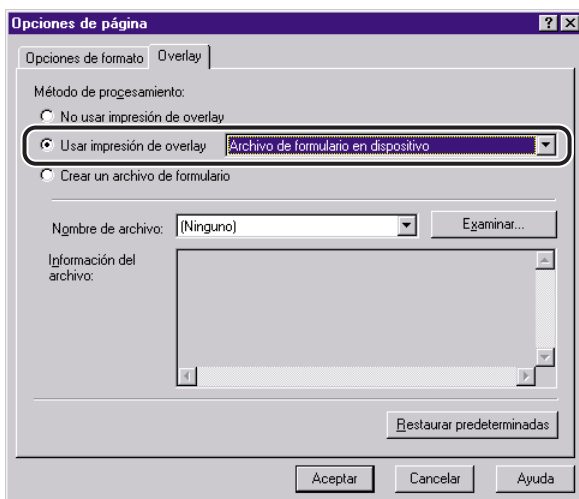 Opciones de página
Opciones de formato Overlay
Método de procesamiento:
No usar impresión de overlay
Usar impresión de overlay Archivo de formulario en dispositivo
Crear un archivo de formulario
Nombre de archivo: (Ninguno) Examinar...
Información del
archivo:
Restaurar predeterminadas
Aceptar Cancelar Ayuda